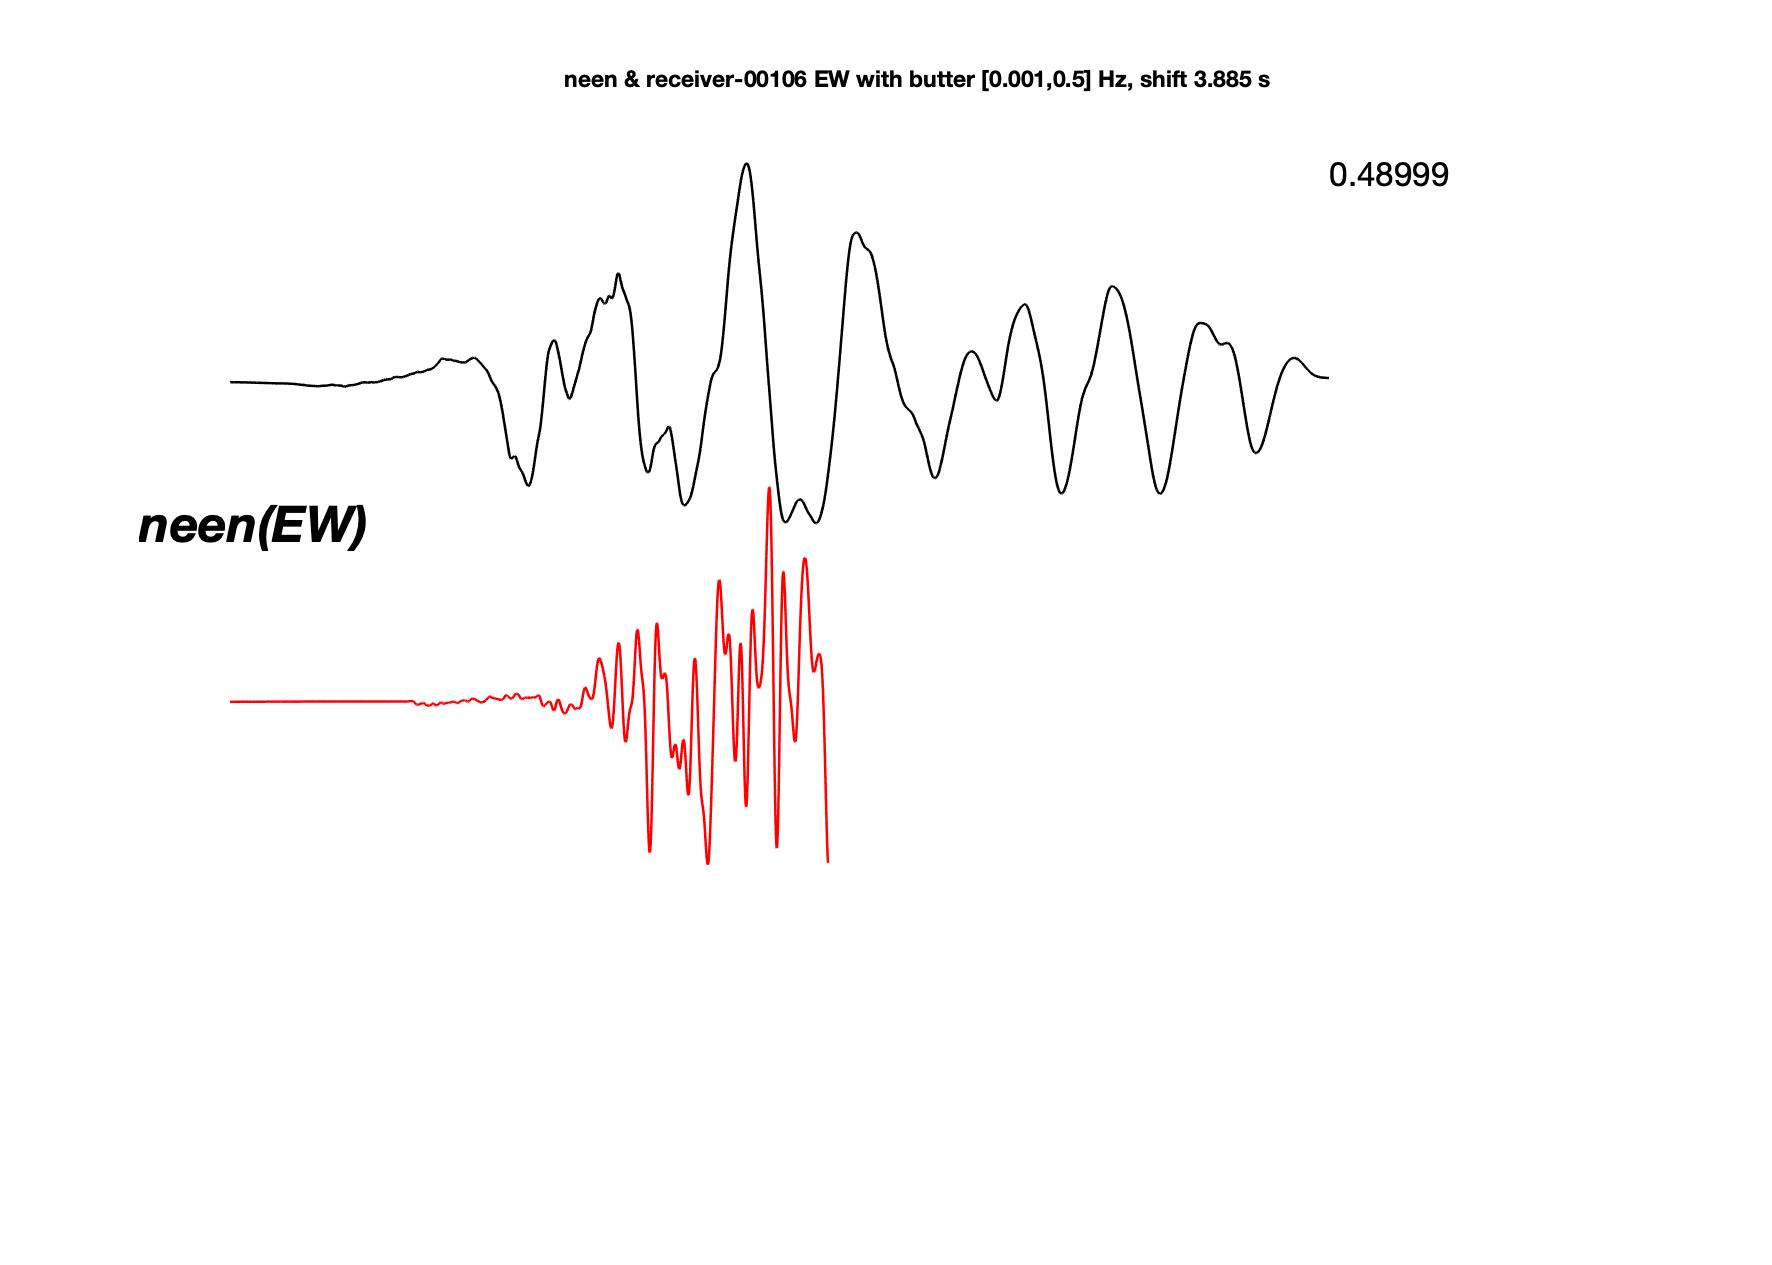 neen & receiver-00106 EW with butter [0.001,0.5] Hz, shift 3.885 s
0.48999
neen(EW)